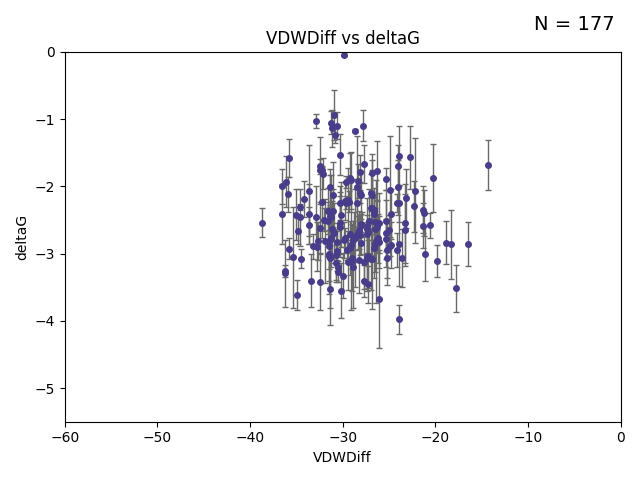 N = 177
VDWDiff vs deltaG
0
−1
−2
−3
−4
−5
deltaG
−60 −50 −40 −30 −20 −10 0
VDWDiff